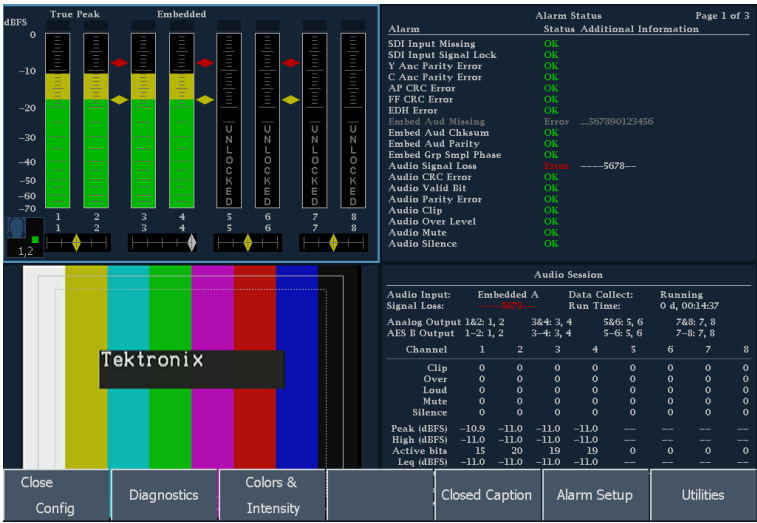 dBFS True Peak Embedded
0
-10
-20
-30
-40
-50
-60
-70
UNLOCKED UNLOCKED UNLOCKED UNLOCKED
1 2 3 4 5 6 7 8
1 2 3 4 5 6 7 8
1,2
Alarm Status Page 1 of 3
Alarm Status Additional Information
SDI Input Missing OK
SDI Input Signal Lock OK
Y Anc Parity Error OK
C Anc Parity Error OK
AP CRC Error OK
FF CRC Error OK
EDH Error OK
Embed Aud Missing Error ...567890123456
Embed Aud Chksum OK
Embed Aud Parity OK
Embed Grp Smpl Phase OK
Audio Signal Loss Error ----5678--
Audio CRC Error OK
Audio Valid Bit OK
Audio Parity Error OK
Audio Clip OK
Audio Over Level OK
Audio Mute OK
Audio Silence OK
Tektronix
Audio Session
Audio Input: Embedded A Data Collect: Running
Signal Loss: ----5678-- Run Time: 0 d, 00:14:37
Analog Output 1&2: 1, 2 3&4: 3, 4 5&6: 5, 6 7&8: 7, 8
AES B Output 1-2: 1, 2 3-4: 3, 4 5-6: 5, 6 7-8: 7, 8
Channel 1 2 3 4 5 6 7 8
Clip 0 0 0 0 0 0 0 0
Over 0 0 0 0 0 0 0 0
Loud 0 0 0 0 0 0 0 0
Mute 0 0 0 0 0 0 0 0
Silence 0 0 0 0 0 0 0 0
Peak (dBFS) -10.9 -11.0 -11.0 -11.0 -- -- -- --
High (dBFS) -11.0 -11.0 -11.0 -11.0 -- -- -- --
Active bits 15 20 19 19 0 0 0 0
Leq (dBFS) -11.0 -11.0 -11.0 -11.0 -- -- -- --
Close
Config
Diagnostics
Colors &
Intensity
Closed Caption
Alarm Setup
Utilities